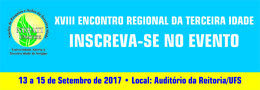 XVIII ENCONTRO REGIONAL DA TERCEIRA IDADE
INSCREVA-SE NO EVENTO
13 a 15 de Setembro de 2017 • Local: Auditório da Reitoria/UFS